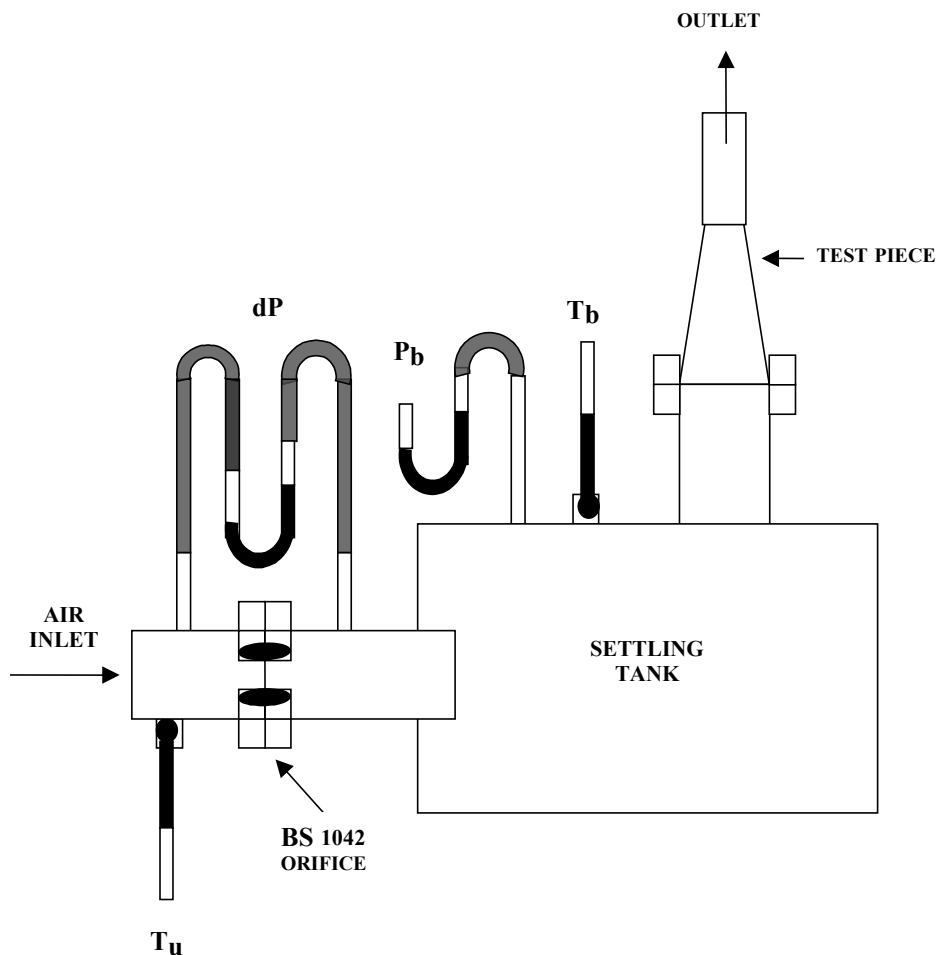 OUTLET
TEST PIECE
dP
Pb
Tb
AIR
INLET
SETTLING
TANK
BS 1042
ORIFICE
Tu